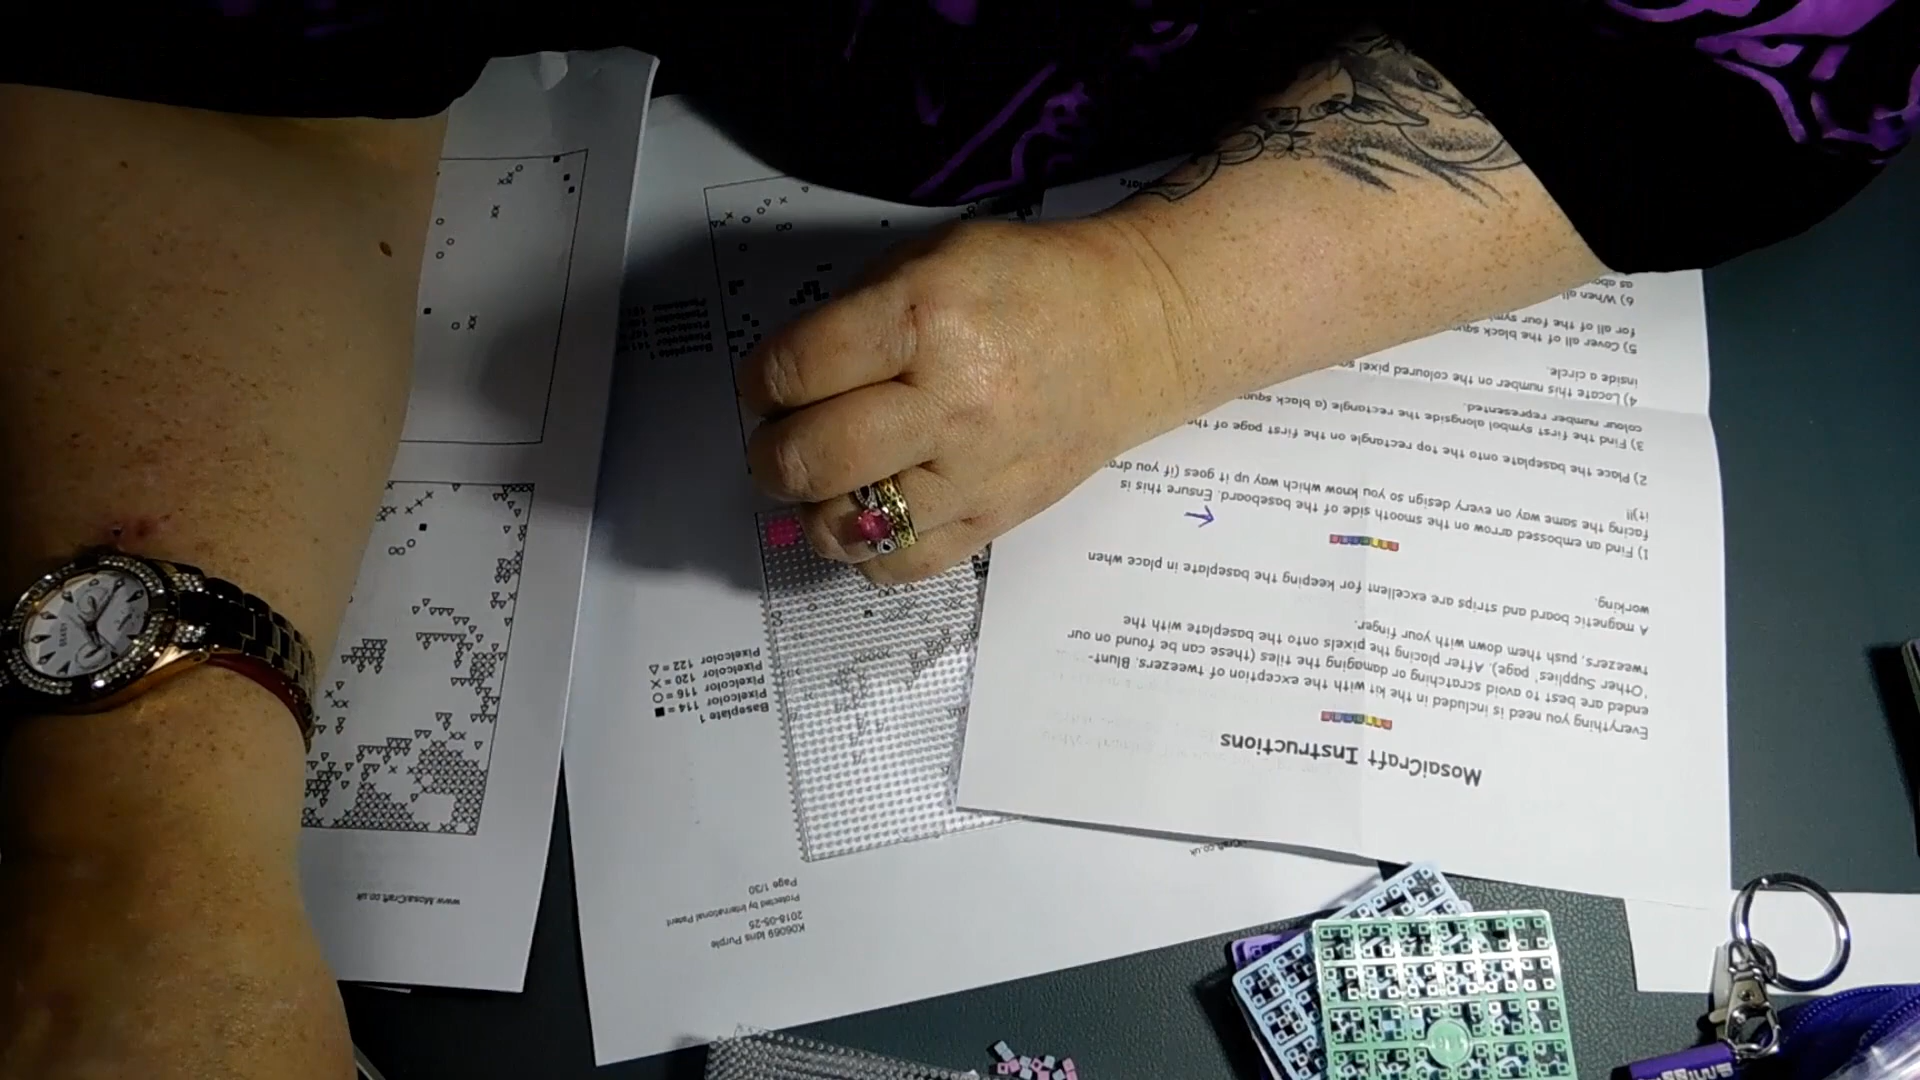 MosaiCraft Instructions
Everything you need is included in the kit with the exception of tweezers. Blunt-
ended are best to avoid scratching or damaging the tiles (these can be found on our
'Other Supplies' page). After placing the pixels onto the baseplate with the
tweezers, push them down with your finger.
A magnetic board and strips are excellent for keeping the baseplate in place when
working.
1) Find an embossed arrow on the smooth side of the baseboard. Ensure this is
facing the same way on every design so you know which way up it goes (if you
it)!!
2) Place the baseplate onto the top rectangle on the first page of the
3) Find the first symbol alongside the rectangle (a black
colour number represented.
4) Locate this number on the coloured pixel
inside a circle.
5) Cover all of the black
for all of the four
6) When all
as
K06069 Idris Purple
2018-05-25
Protected by International Patent
Page 1/30
Baseplate 1
Pixelcolor 114 = ■
Pixelcolor 116 = O
Pixelcolor 120 = X
Pixelcolor 122 = △
Baseplate 1
www.MosaiCraft.co.uk
smiggle